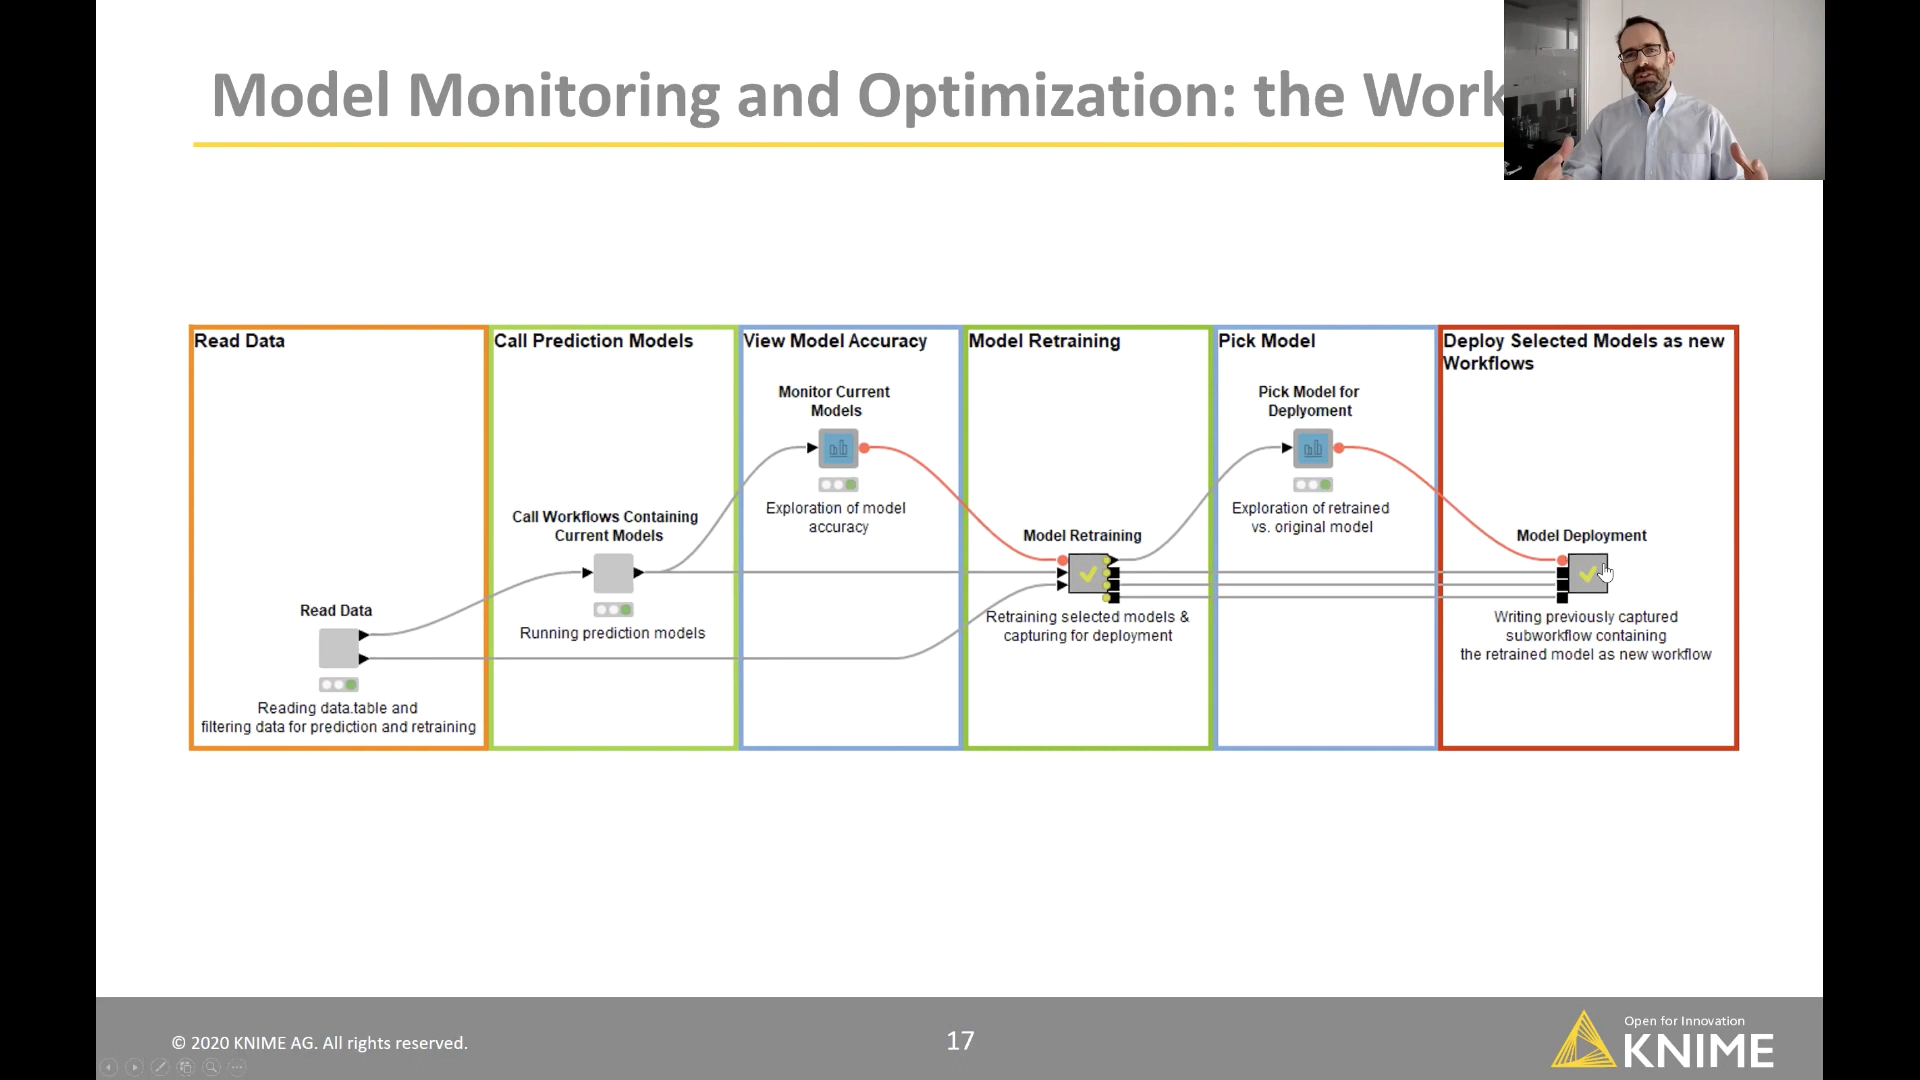 Model Monitoring and Optimization: the Work
Read Data
Call Prediction Models
View Model Accuracy
Model Retraining
Pick Model
Deploy Selected Models as new
Workflows
Monitor Current
Models
Exploration of model
accuracy
Pick Model for
Deplyoment
Exploration of retrained
vs. original model
Call Workflows Containing
Current Models
Running prediction models
Model Retraining
Retraining selected models &
capturing for deployment
Model Deployment
Writing previously captured
subworkflow containing
the retrained model as new workflow
Read Data
Reading data.table and
filtering data for prediction and retraining
© 2020 KNIME AG. All rights reserved.
17
Open for Innovation
KNIME